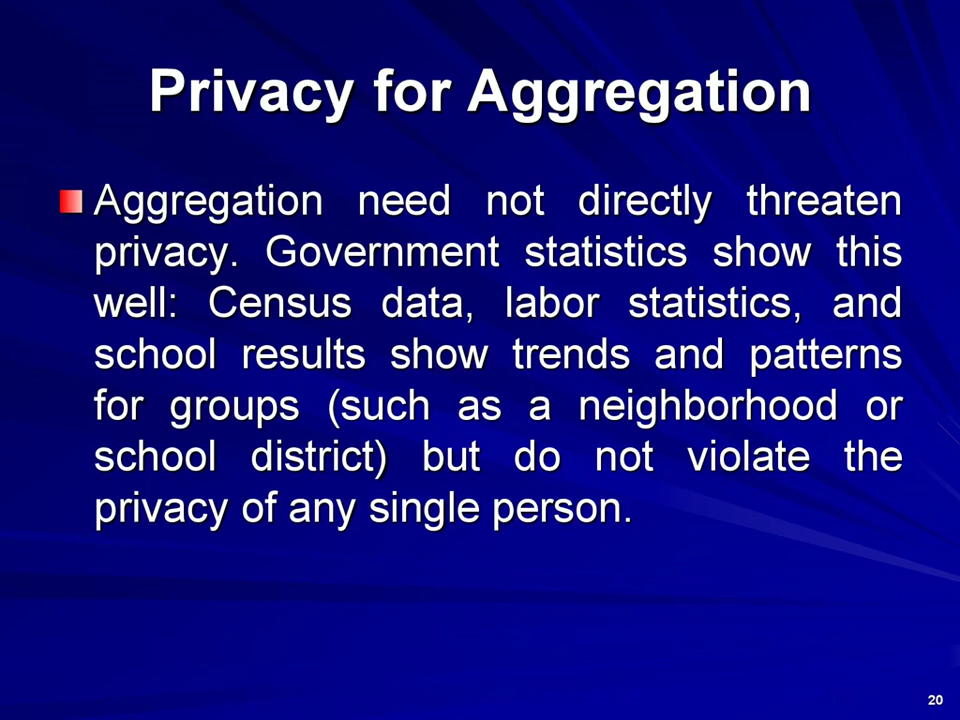 Privacy for Aggregation
Aggregation need not directly threaten
privacy. Government statistics show this
well: Census data, labor statistics, and
school results show trends and patterns
for groups (such as a neighborhood or
school district) but do not violate the
privacy of any single person.
20